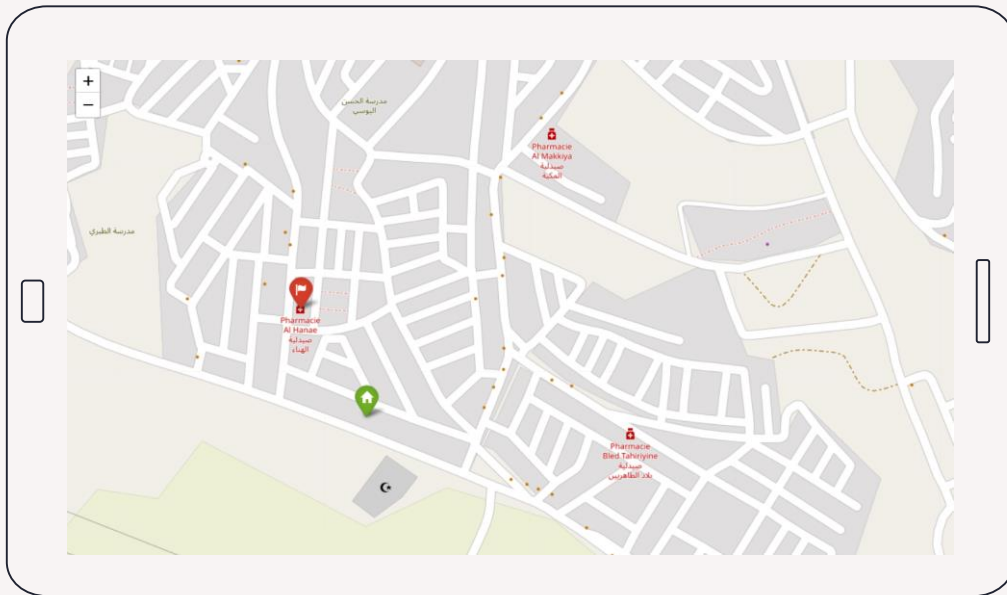 +
−
مدرسة الحسن
اليوسي
Pharmacie
Al Makkiya
صيدلية
المكية
مدرسة الطبري
Pharmacie
Al Hanae
صيدلية
الهناء
Pharmacie
Bled Tahiriyine
صيدلية
بلاد الطاهريين